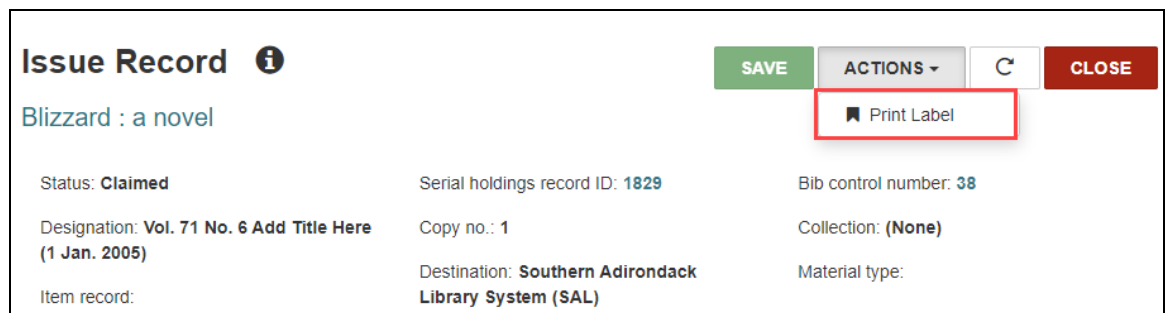 Issue Record
SAVE
ACTIONS
CLOSE
Print Label
Blizzard : a novel
Status: Claimed
Serial holdings record ID: 1829
Bib control number: 38
Designation: Vol. 71 No. 6 Add Title Here
(1 Jan. 2005)
Copy no.: 1
Collection: (None)
Destination: Southern Adirondack
Library System (SAL)
Material type:
Item record: